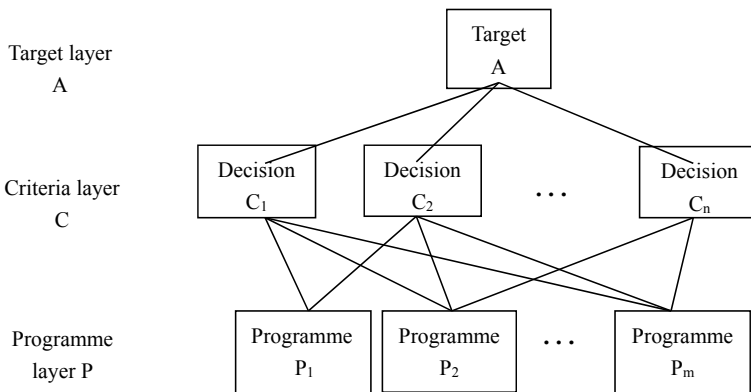 Target layer
A
Target
A
Criteria layer
C
Decision
C₁
Decision
C₂
...
Decision
Cₙ
Programme
layer P
Programme
P₁
Programme
P₂
...
Programme
Pₘ